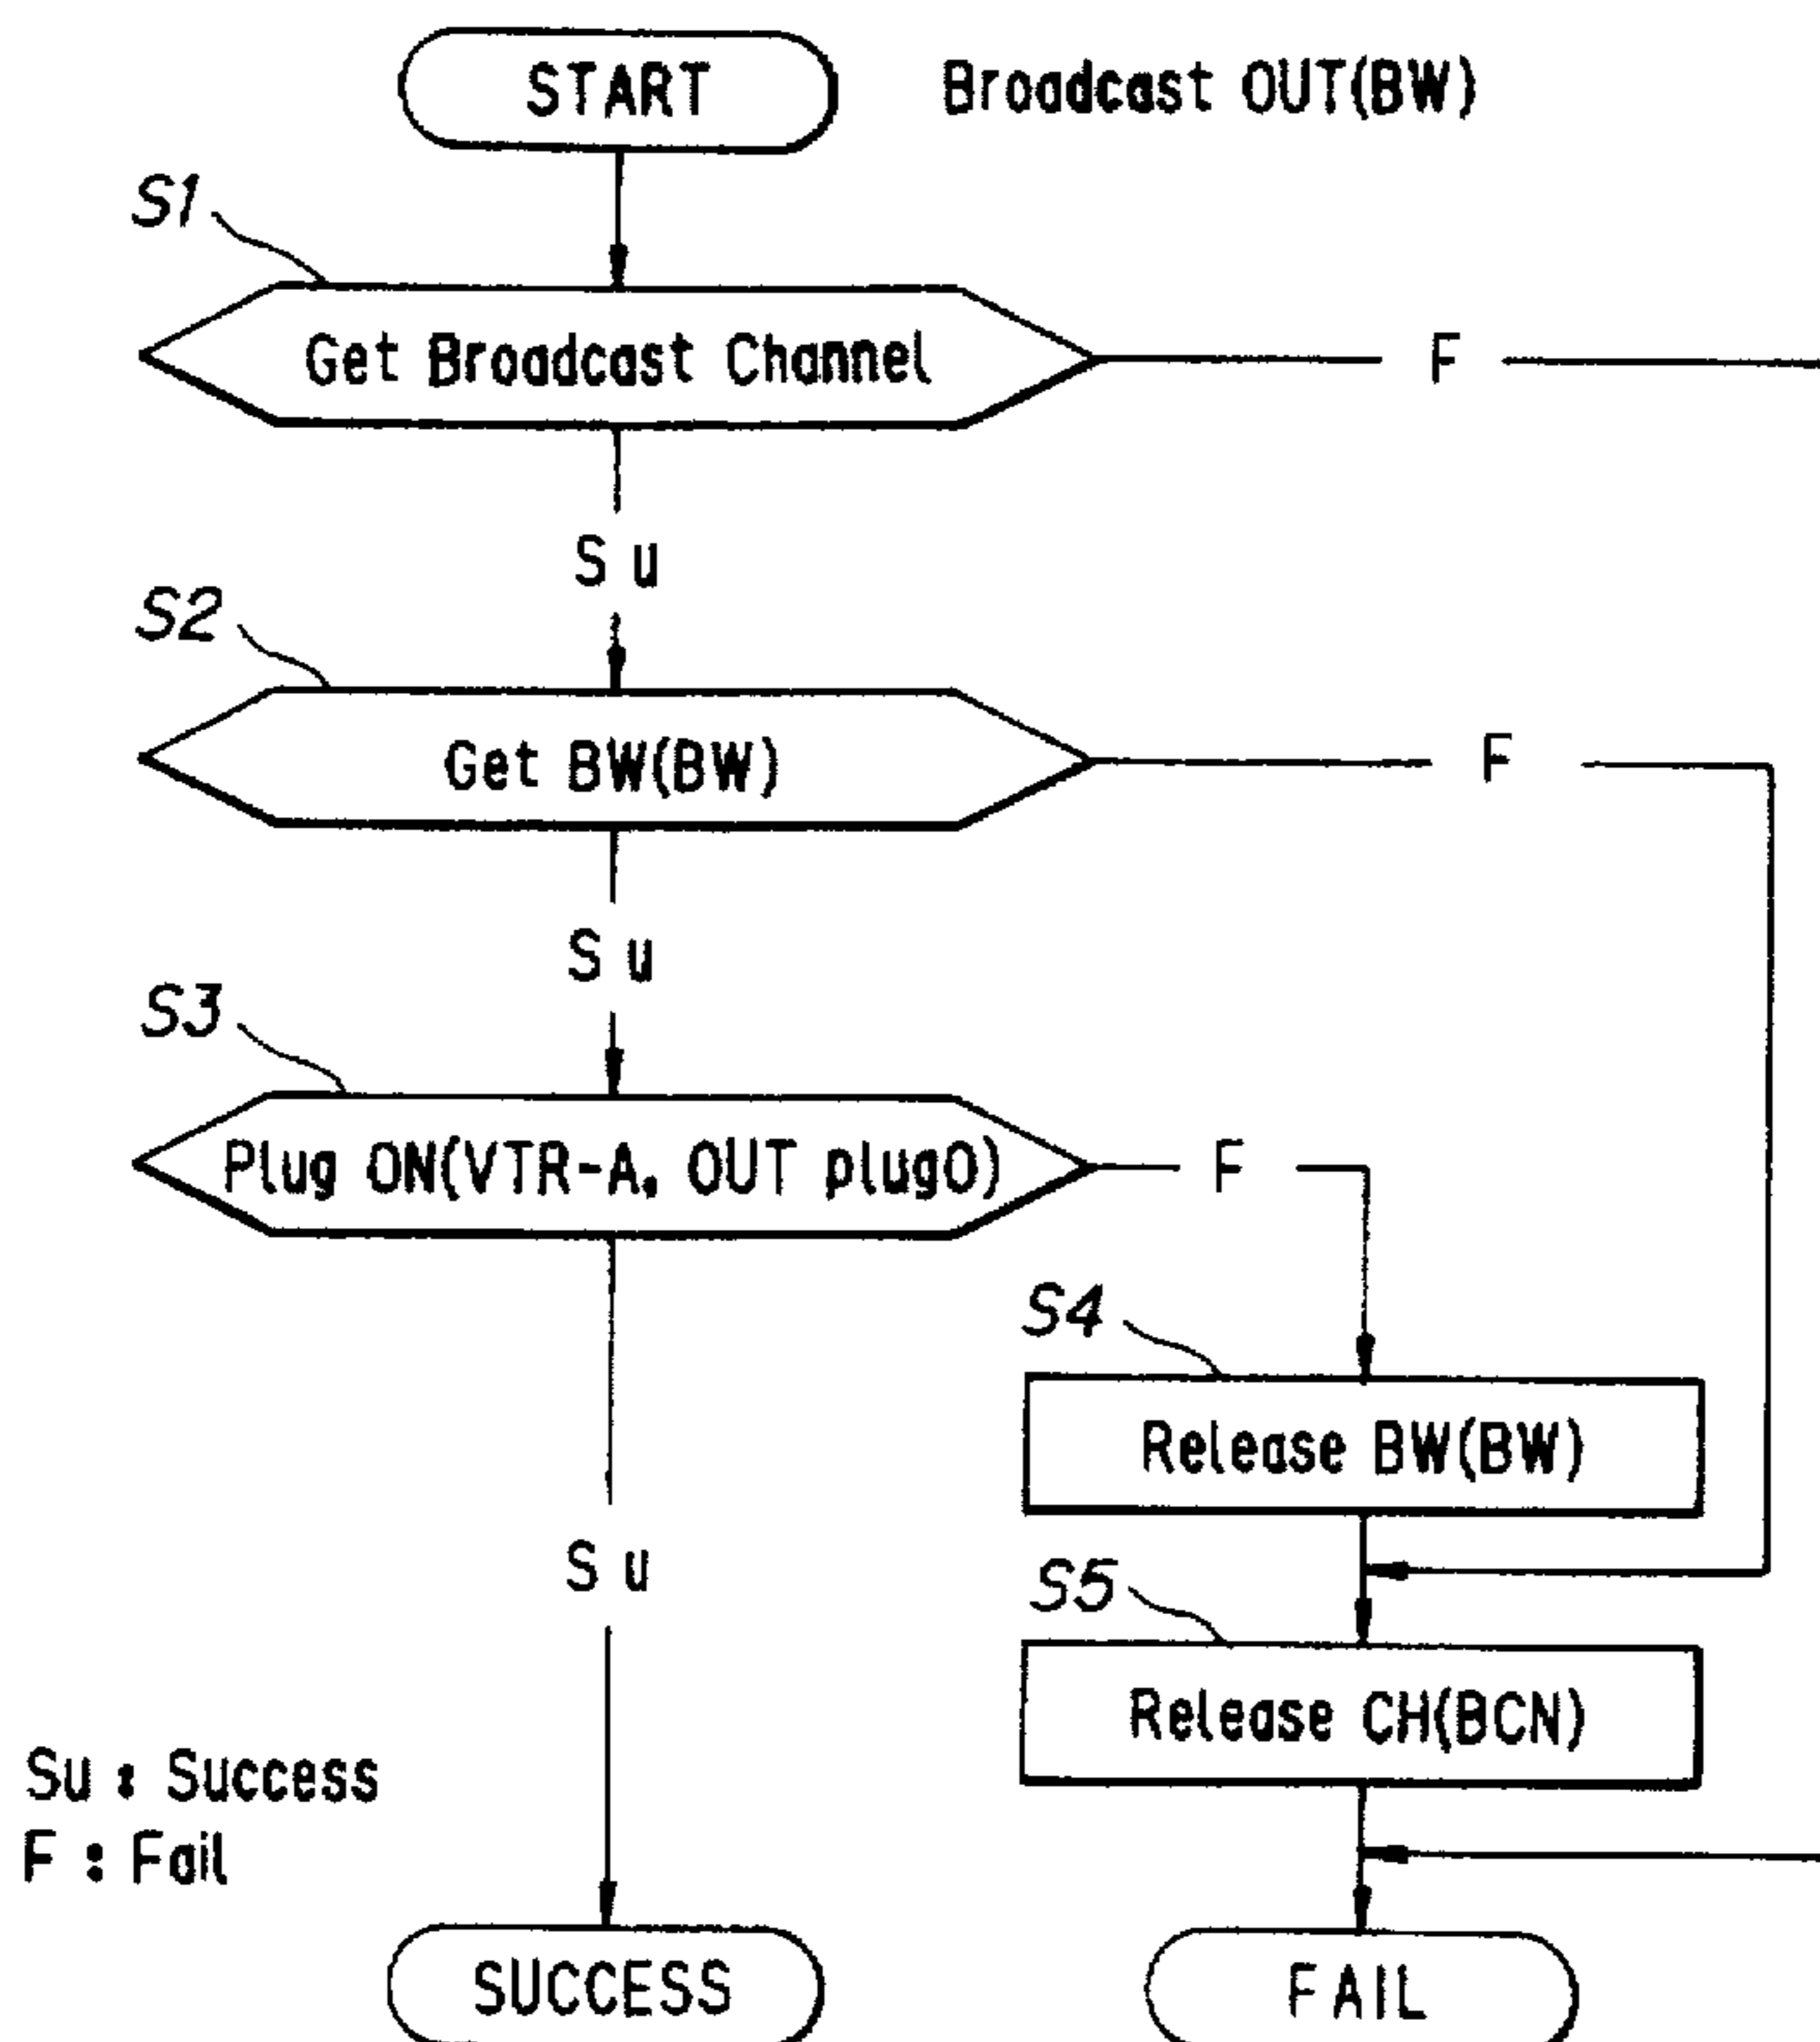 START
Broadcast OUT(BW)
S1
Get Broadcast Channel
F
Su
S2
Get BW(BW)
F
Su
S3
Plug ON(VTR-A, OUT plug0)
F
S4
Release BW(BW)
Su
S5
Release CH(BCN)
Su : Success
F : Fail
SUCCESS
FAIL